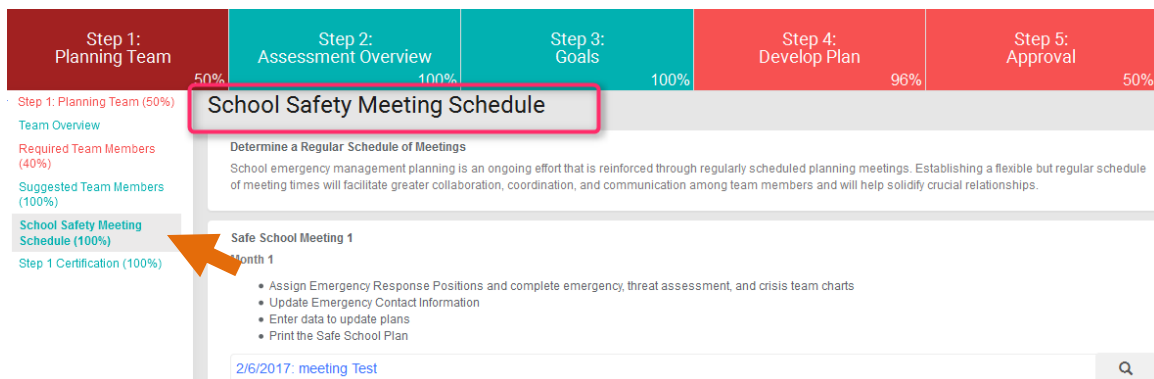 Step 1:
Planning Team
50%
Step 2:
Assessment Overview
100%
Step 3:
Goals
100%
Step 4:
Develop Plan
96%
Step 5:
Approval
50%
Step 1: Planning Team (50%)
Team Overview
Required Team Members
(40%)
Suggested Team Members
(100%)
School Safety Meeting
Schedule (100%)
Step 1 Certification (100%)
School Safety Meeting Schedule
Determine a Regular Schedule of Meetings
School emergency management planning is an ongoing effort that is reinforced through regularly scheduled planning meetings. Establishing a flexible but regular schedule
of meeting times will facilitate greater collaboration, coordination, and communication among team members and will help solidify crucial relationships.
Safe School Meeting 1
Month 1
• Assign Emergency Response Positions and complete emergency, threat assessment, and crisis team charts
• Update Emergency Contact Information
• Enter data to update plans
• Print the Safe School Plan
2/6/2017: meeting Test